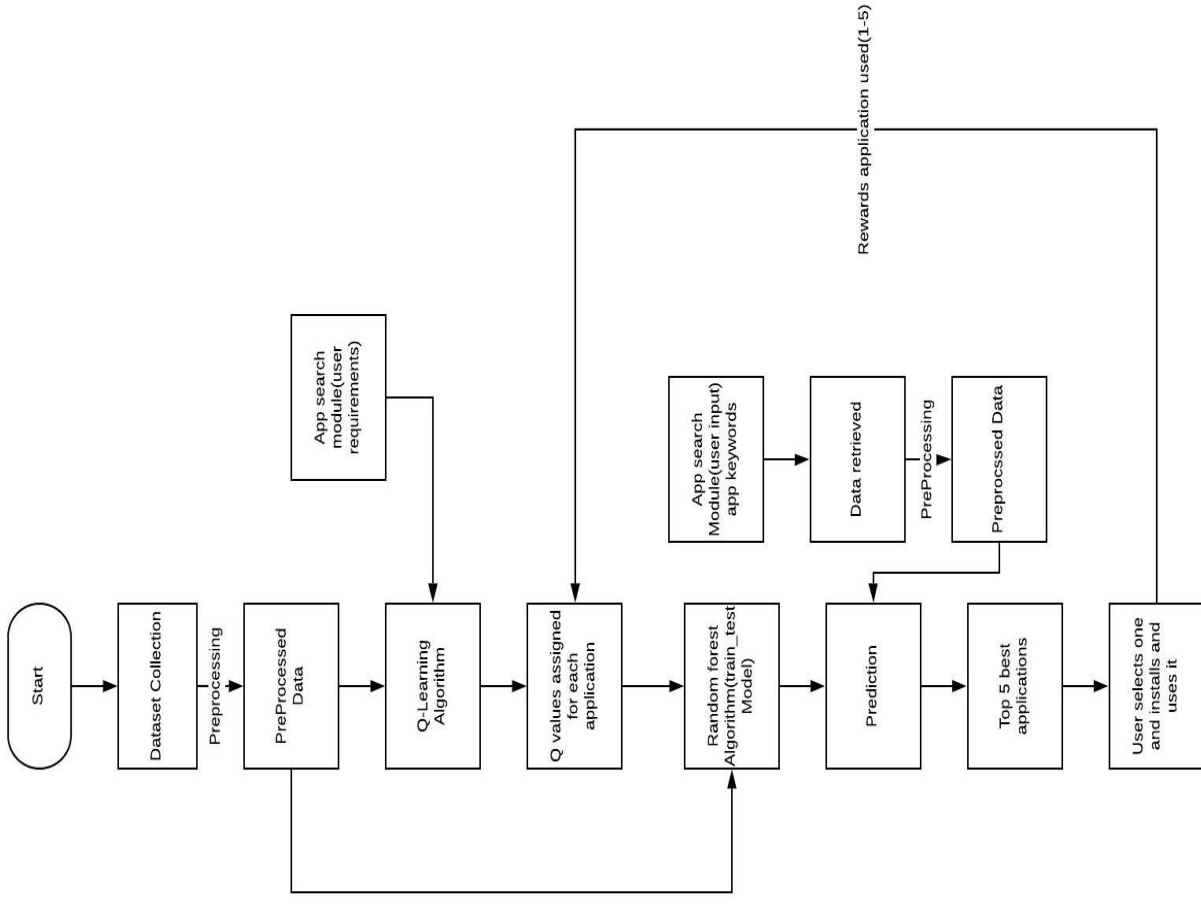 Start
Dataset Collection
Preprocessing
PreProcessed
Data
App search
module(user
requirements)
Q-Learning
Algorithm
Q values assigned
for each
application
Random forest
Algorithm(train_test
Model)
App search
Module(user input)
app keywords
Data retrieved
PreProcessing
Preprocssed Data
Prediction
Top 5 best
applications
User selects one
and installs and
uses it
Rewards application used(1-5)